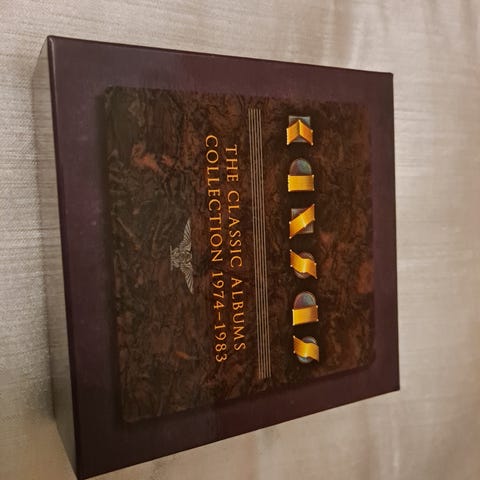 KANSAS
THE CLASSIC ALBUMS
COLLECTION 1974–1983